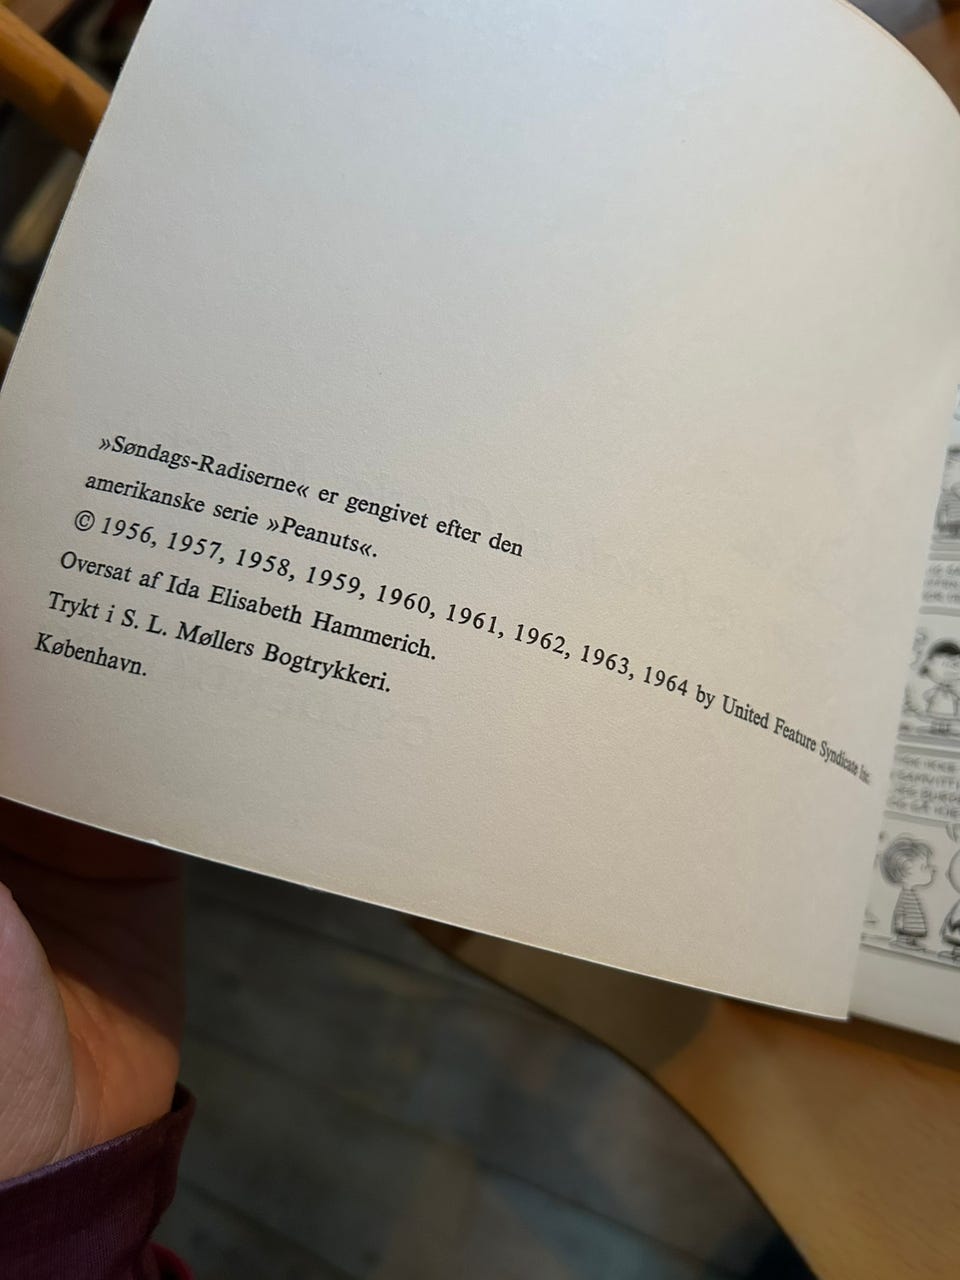 »Søndags-Radiserne« er gengivet efter den
amerikanske serie »Peanuts«.
© 1956, 1957, 1958, 1959, 1960, 1961, 1962, 1963, 1964 by United Feature Syndicate Inc.
Oversat af Ida Elisabeth Hammerich.
Trykt i S. L. Møllers Bogtrykkeri.
København.